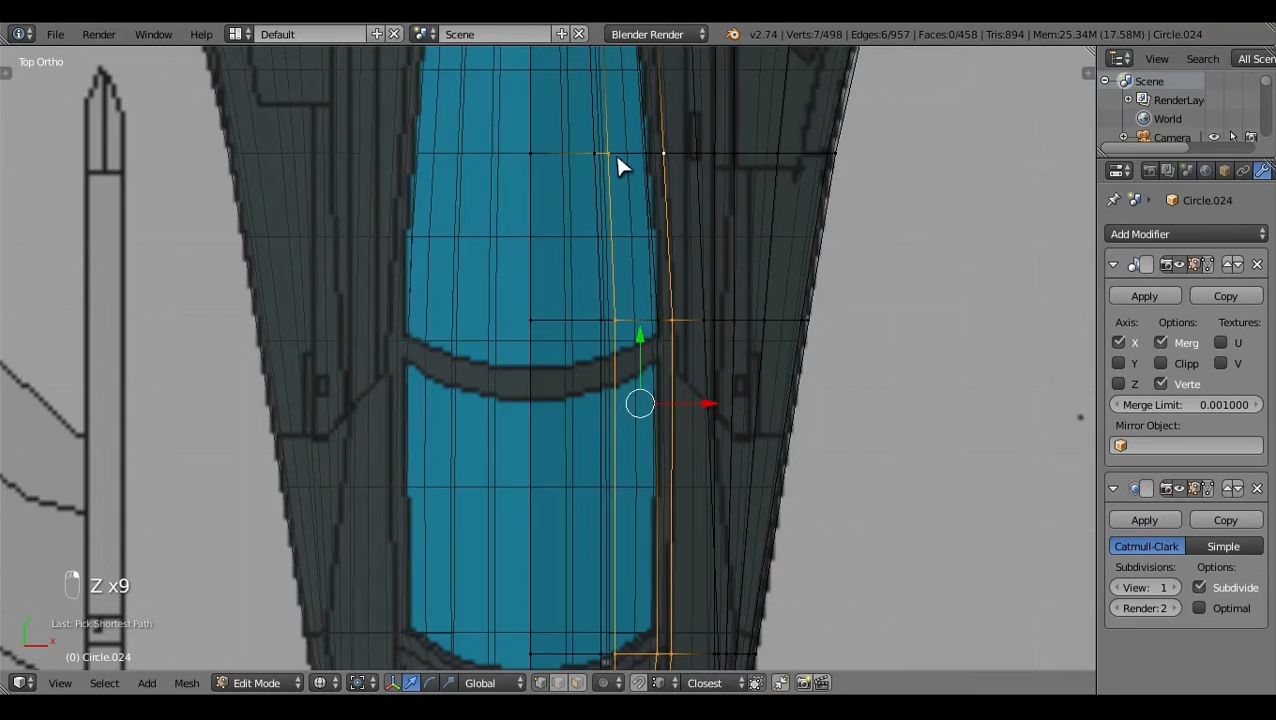 File Render Window Help Default Scene Blender Render v2.74 | Verts:7/498 | Edges:6/957 | Faces:0/458 | Tris:894 | Mem:25.34M (17.58M) | Circle.024
Top Ortho
View Search All Scen
Scene
RenderLay
World
Camera
Circle.024
Add Modifier
Apply Copy
Axis: Options: Textures:
X Merg U
Y Clipp V
Z Verte
Merge Limit: 0.001000
Mirror Object:
Apply Copy
Catmull-Clark Simple
Subdivisions: Options:
View: 1 Subdivide
Render: 2 Optimal
Z x9
Last: Pick Shortest Path
(0) Circle.024
View Select Add Mesh Edit Mode Global Closest